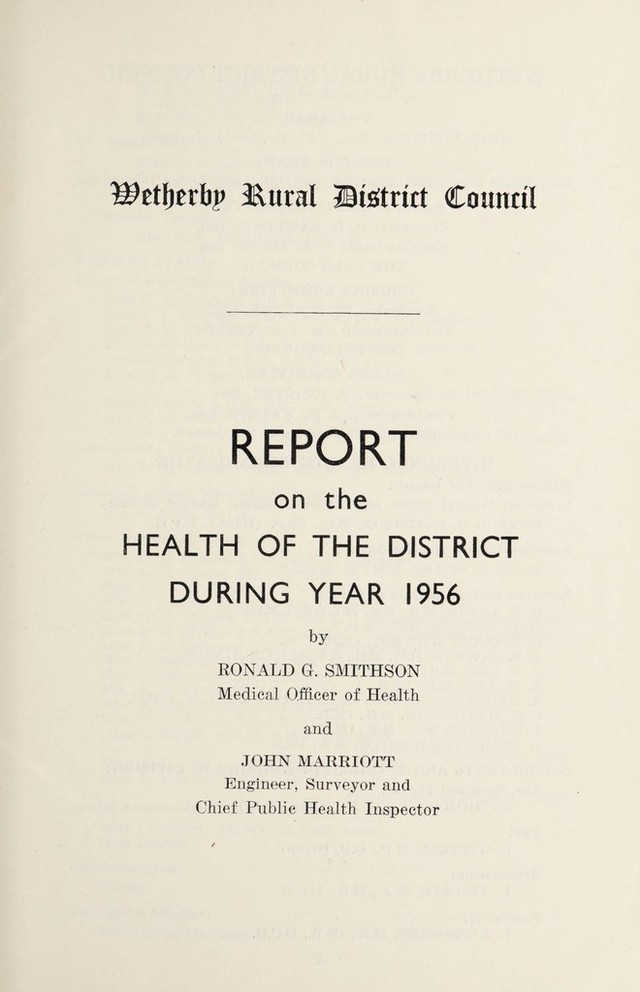 Wetherby Rural District Council
REPORT
on the
HEALTH OF THE DISTRICT
DURING YEAR 1956
by
RONALD G. SMITHSON
Medical Officer of Health
and
JOHN MARRIOTT
Engineer, Surveyor and
Chief Public Health Inspector